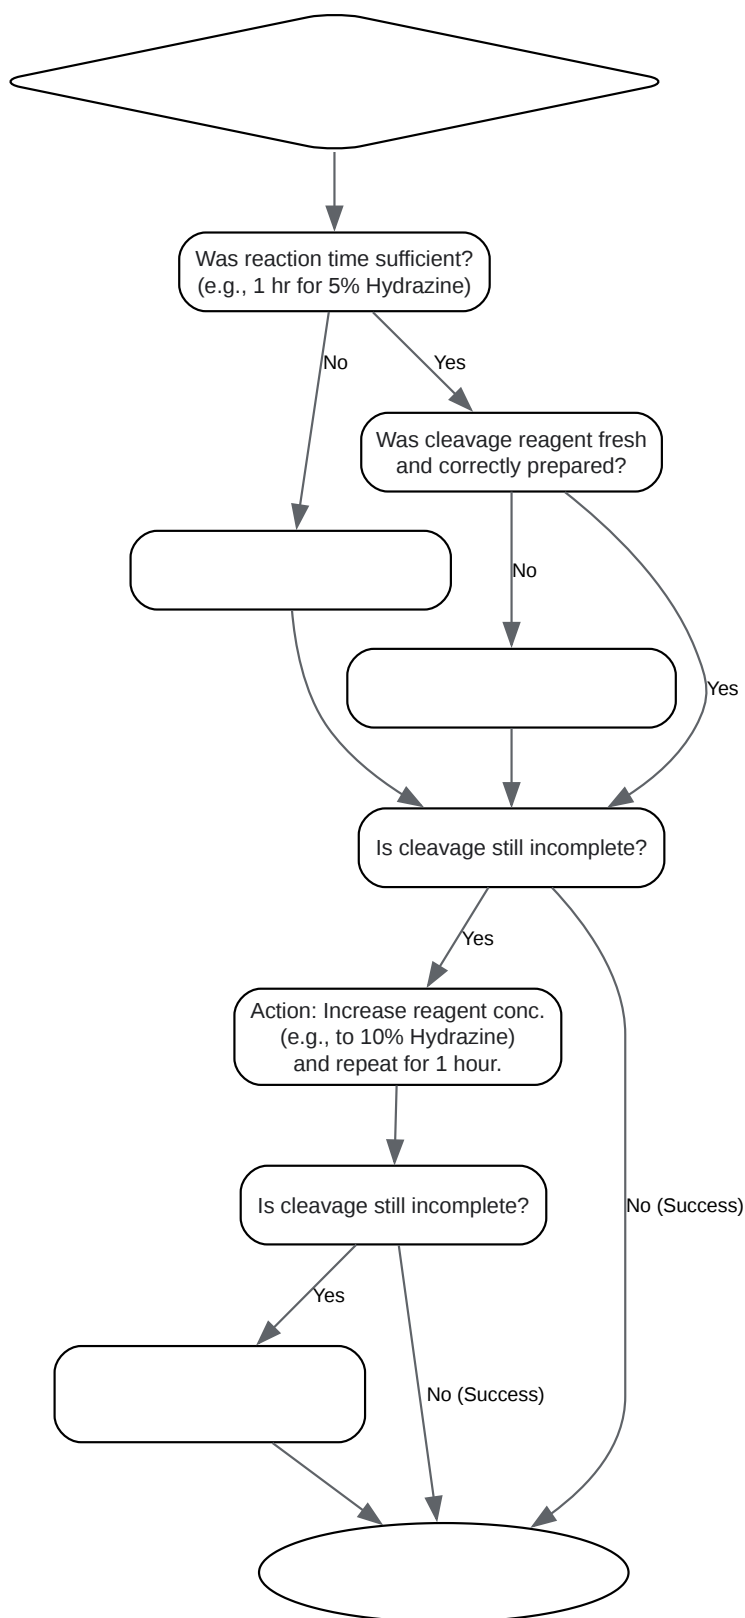 Was reaction time sufficient?
(e.g., 1 hr for 5% Hydrazine)
No
Yes
Was cleavage reagent fresh
and correctly prepared?
No
Yes
Is cleavage still incomplete?
Yes
Action: Increase reagent conc.
(e.g., to 10% Hydrazine)
and repeat for 1 hour.
Is cleavage still incomplete?
No (Success)
Yes
No (Success)